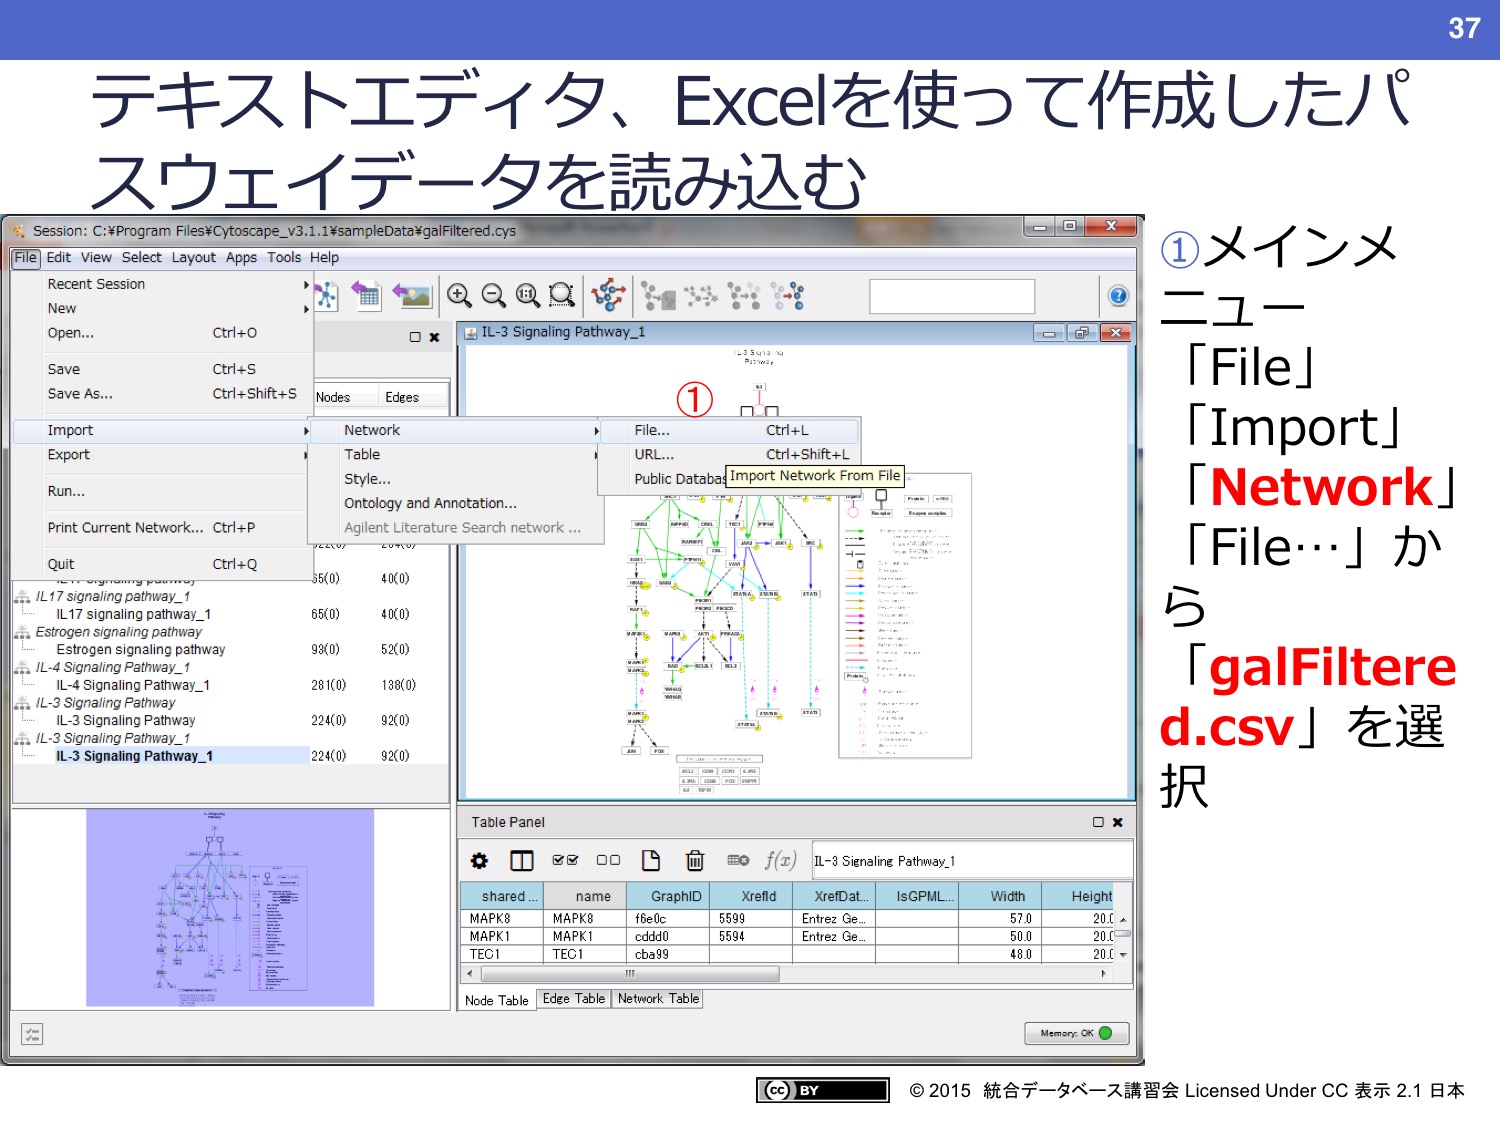 37
テキストエディタ、Excelを使って作成したパ
スウェイデータを読み込む
Session: C:¥Program Files¥Cytoscape_v3.1.1¥sampleData¥galFiltered.cys
File Edit View Select Layout Apps Tools Help
Recent Session
New
Open... Ctrl+O
Save Ctrl+S
Save As... Ctrl+Shift+S
Import
Export
Run...
Print Current Network... Ctrl+P
Quit Ctrl+Q
Network
Table
Style...
Ontology and Annotation...
Agilent Literature Search network ...
File... Ctrl+L
URL... Ctrl+Shift+L
Public Databas
Import Network From File
①
Nodes Edges
65(0) 40(0)
IL17 signaling pathway_1
IL17 signaling pathway_1 65(0) 40(0)
Estrogen signaling pathway
Estrogen signaling pathway 93(0) 52(0)
IL-4 Signaling Pathway_1
IL-4 Signaling Pathway_1 281(0) 138(0)
IL-3 Signaling Pathway
IL-3 Signaling Pathway 224(0) 92(0)
IL-3 Signaling Pathway_1
IL-3 Signaling Pathway_1 224(0) 92(0)
IL-3 Signaling Pathway_1
Table Panel
f(x) IL-3 Signaling Pathway_1
shared ... name GraphID XrefId XrefDat... IsGPML... Width Height
MAPK8 MAPK8 f6e0c 5599 Entrez Ge... 57.0 20.0
MAPK1 MAPK1 cddd0 5594 Entrez Ge... 50.0 20.0
TEC1 TEC1 cba99 48.0 20.0
Node Table Edge Table Network Table
Memory: OK
①メインメ
ニュー
「File」
「Import」
「Network」
「File…」か
ら
「galFiltere
d.csv」を選
択
cc BY
© 2015 統合データベース講習会 Licensed Under CC 表示 2.1 日本